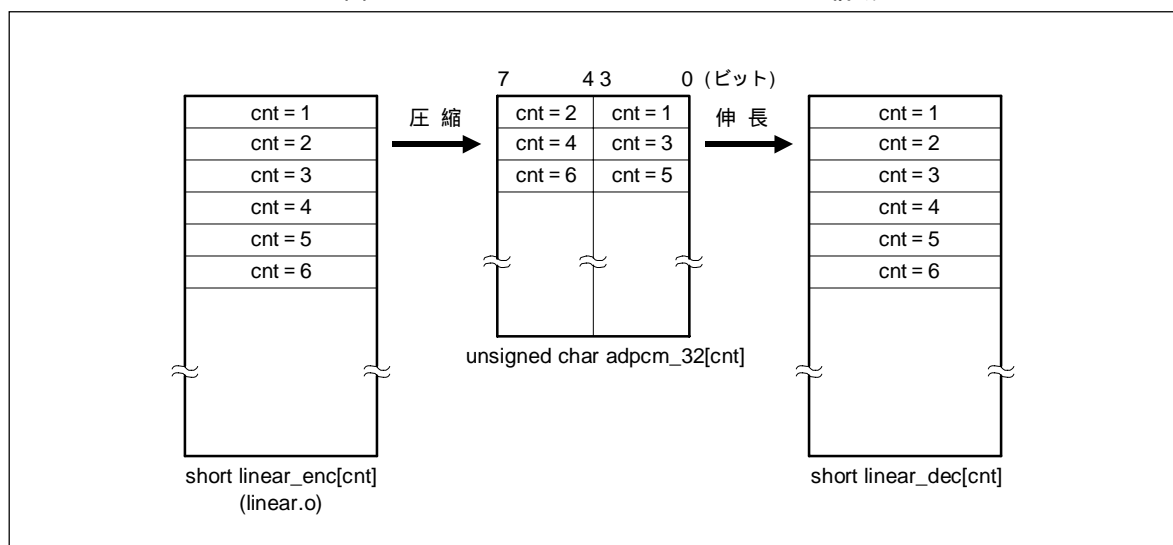 7 4 3 0 (ビット)
cnt = 1
cnt = 2
cnt = 3
cnt = 4
cnt = 5
cnt = 6
short linear_enc[cnt]
(linear.o)
圧 縮
cnt = 2 cnt = 1
cnt = 4 cnt = 3
cnt = 6 cnt = 5
unsigned char adpcm_32[cnt]
伸 長
cnt = 1
cnt = 2
cnt = 3
cnt = 4
cnt = 5
cnt = 6
short linear_dec[cnt]